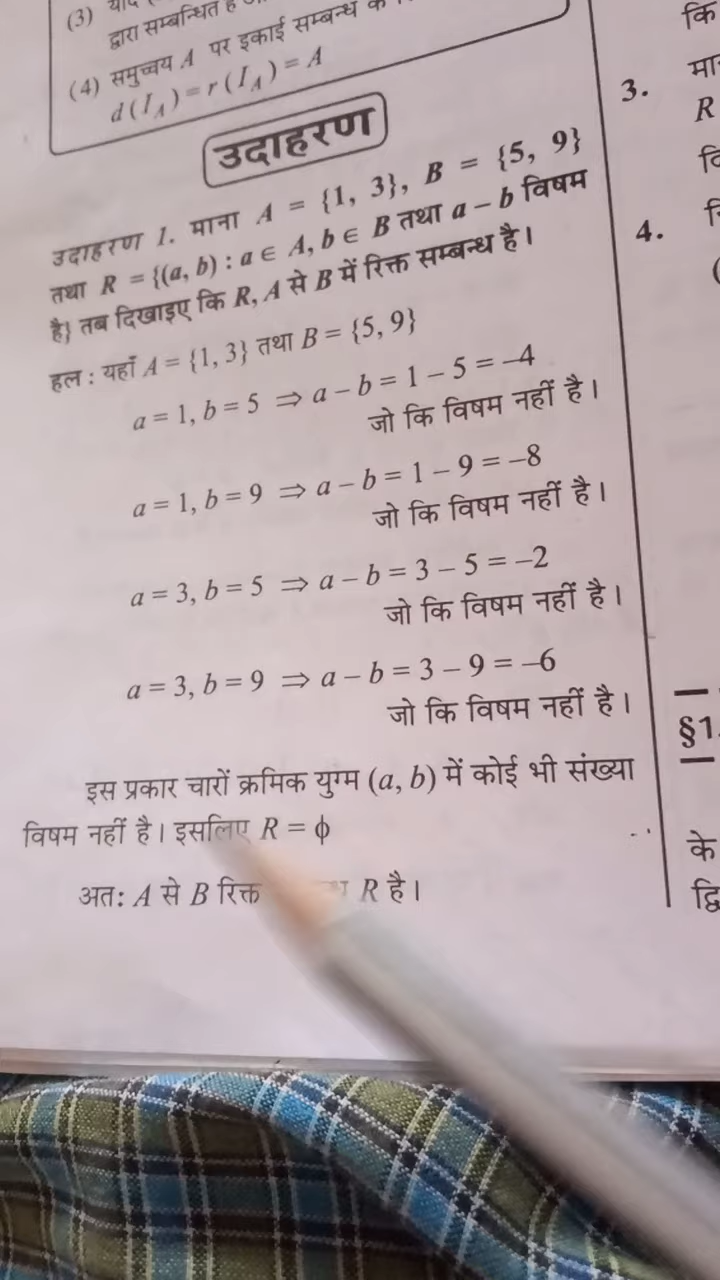 (3)
द्वारा सम्बन्धित है
(4) समुच्चय A पर इकाई सम्बन्ध के
d (I_A) = r (I_A) = A
उदाहरण
उदाहरण 1. माना A = {1, 3}, B = {5, 9}
तथा R = {(a, b) : a ∈ A, b ∈ B तथा a – b विषम
है} तब दिखाइए कि R, A से B में रिक्त सम्बन्ध है।
हल : यहाँ A = {1, 3} तथा B = {5, 9}
a = 1, b = 5 ⇒ a – b = 1 – 5 = –4
जो कि विषम नहीं है।
a = 1, b = 9 ⇒ a – b = 1 – 9 = –8
जो कि विषम नहीं है।
a = 3, b = 5 ⇒ a – b = 3 – 5 = –2
जो कि विषम नहीं है।
a = 3, b = 9 ⇒ a – b = 3 – 9 = –6
जो कि विषम नहीं है।
इस प्रकार चारों क्रमिक युग्म (a, b) में कोई भी संख्या
विषम नहीं है। इसलिए R = ϕ
अत: A से B रिक्त R है।
कि
3.
R
4.
§1.
के